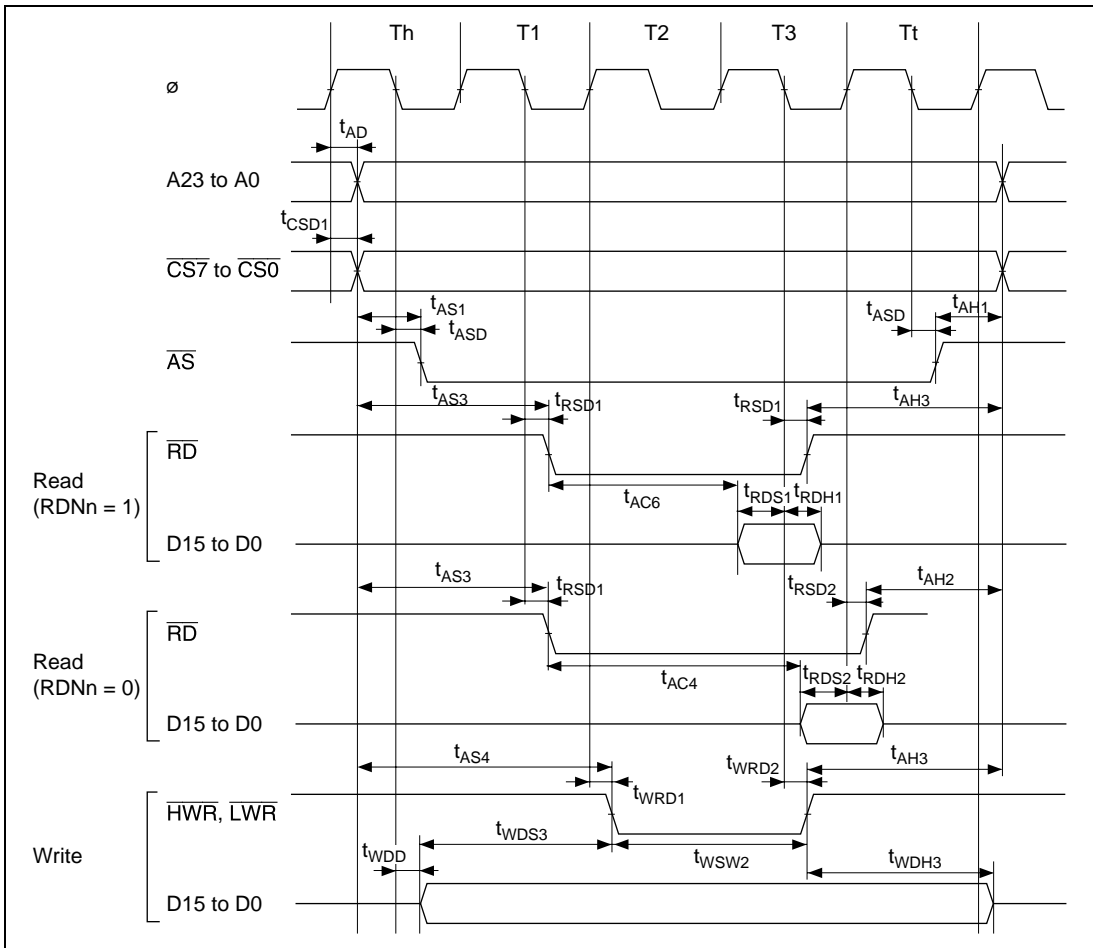 Th T1 T2 T3 Tt
ø
tAD
A23 to A0
tCSD1
CS7 to CS0
tAS1
tASD
tASD
tAH1
AS
tAS3
tRSD1
tRSD1
tAH3
RD
Read
(RDNn = 1)
tAC6
tRDS1
tRDH1
D15 to D0
tAS3
tRSD1
tRSD2
tAH2
RD
Read
(RDNn = 0)
tAC4
tRDS2
tRDH2
D15 to D0
tAS4
tWRD1
tWRD2
tAH3
HWR, LWR
Write
tWDD
tWDS3
tWSW2
tWDH3
D15 to D0